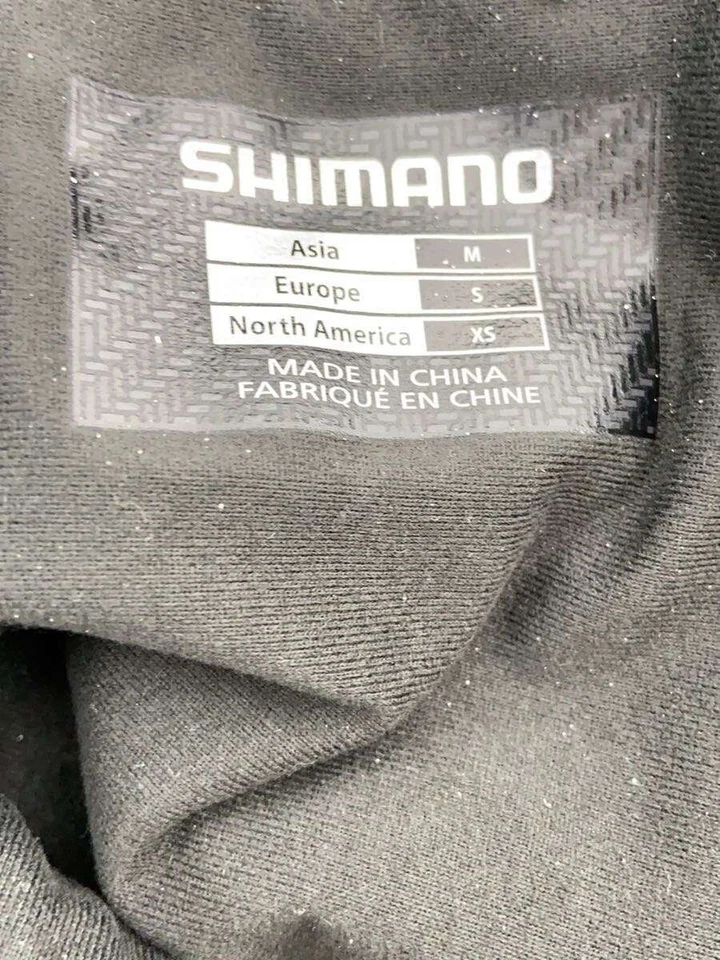 SHIMANO
Asia M
Europe S
North America XS
MADE IN CHINA
FABRIQUÉ EN CHINE